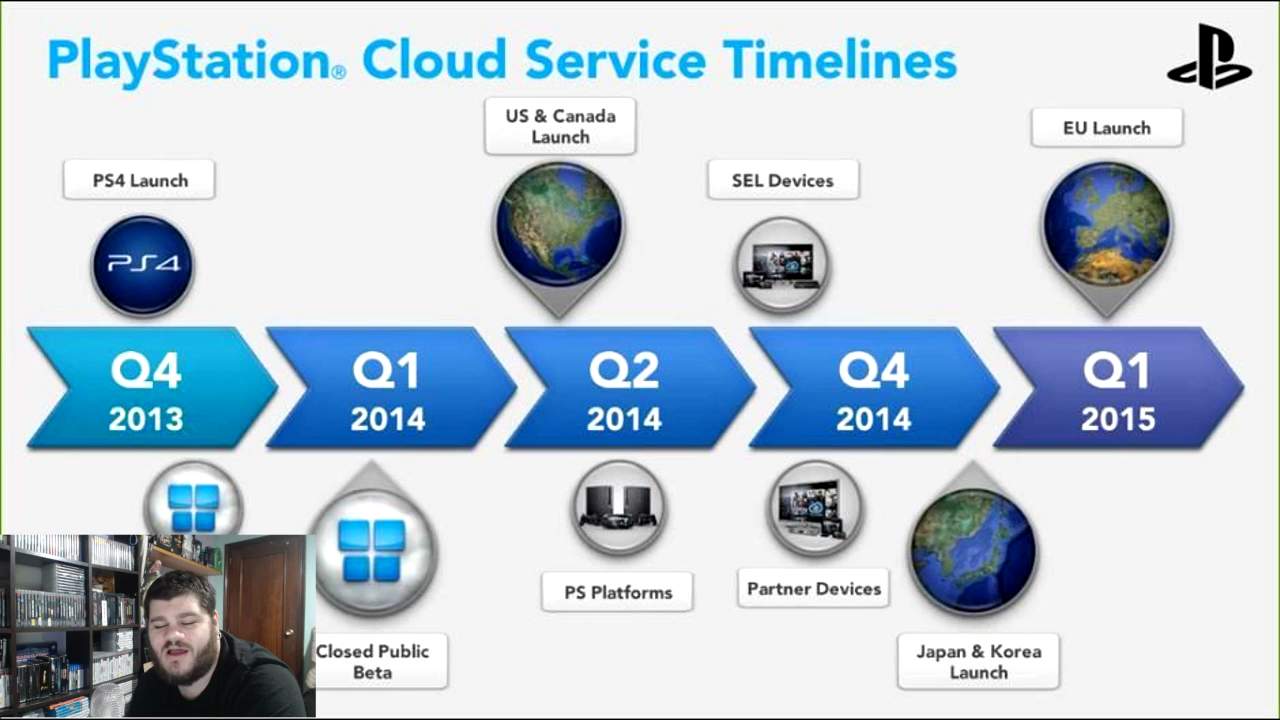 PlayStation® Cloud Service Timelines
US & Canada
Launch
EU Launch
PS4 Launch
SEL Devices
PS4
Q4
2013
Q1
2014
Q2
2014
Q4
2014
Q1
2015
PS Platforms
Partner Devices
Closed Public
Beta
Japan & Korea
Launch